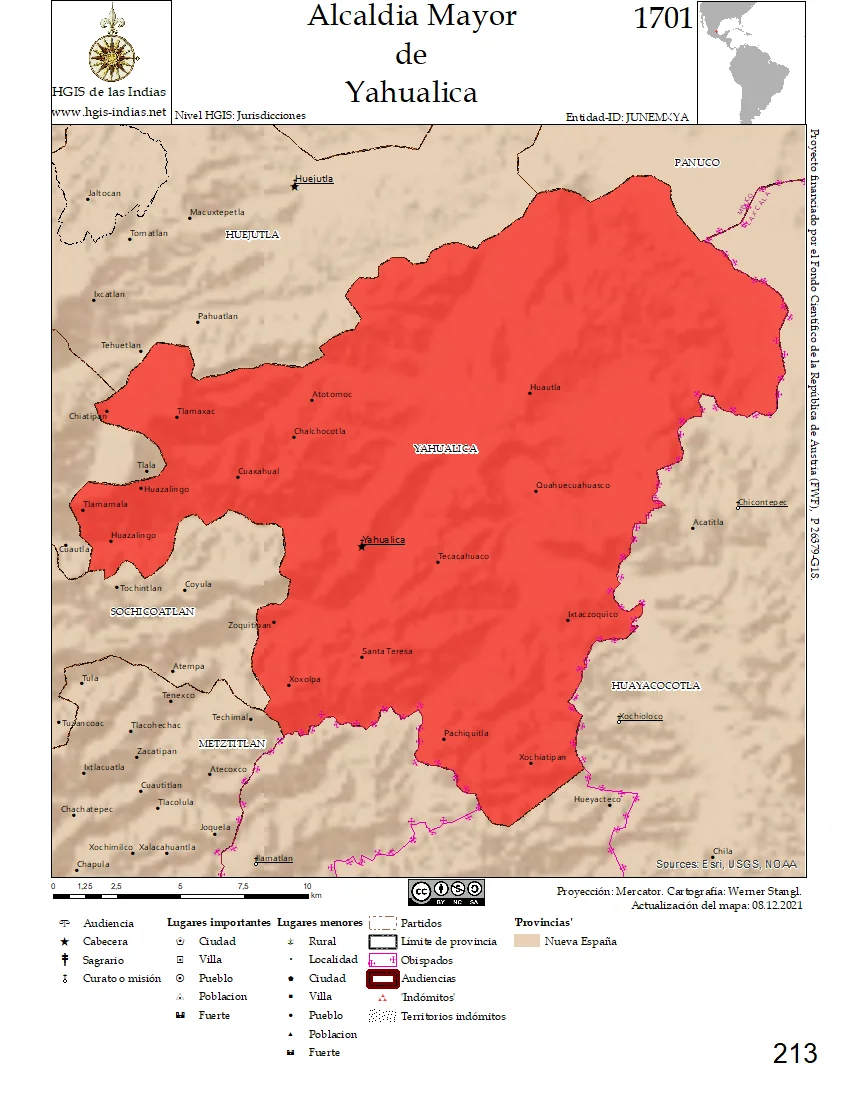 Alcaldia Mayor
de
Yahualica
1701
HGIS de las Indias
www.hgis-indias.net
Nivel HGIS: Jurisdicciones
Entidad-ID: JUNEMXYA
Proyecto financiado por el Fondo Científico de la República de Austria (FWF), P 26379-G18.
PANUCO
Huejutla
Jaltocan
Macuxtepetla
Tomatlan
HUEJUTLA
Ixcatlan
Pahuatlan
Tehuetlan
Huautla
Atotomoc
Chiatipan
Tlamaxac
Chalchocotla
YAHUALICA
Tlala
Cuaxahual
Huazalingo
Quahuecuahuasco
Tlamamala
Chicontepec
Acatitla
Huazalingo
Yahualica
Cuautla
Tecacahuaco
Tochintlan
Coyula
SOCHICOATLAN
Ixtaczoquico
Zoquitipan
Santa Teresa
Atempa
Tula
Xoxolpa
HUAYACOCOTLA
Tenexco
Techimal
Xochioloco
Tuzancoac
Tlacohechac
Pachiquitla
METZTITLAN
Zacatipan
Xochiatipan
Ixtlacuatla
Atecoxco
Cuautitlan
Hueyacteco
Chachatepec
Tlacolula
Joquela
Xochimilco
Xalacahuantla
Chila
Chapula
Ilamatlan
Sources: Esri, USGS, NOAA
0 1,25 2,5 5 7,5 10
km
CC BY NC SA
Proyección: Mercator. Cartografía: Werner Stangl.
Actualización del mapa: 08.12.2021
Audiencia
Cabecera
Sagrario
Curato o misión
Lugares importantes
Ciudad
Villa
Pueblo
Poblacion
Fuerte
Lugares menores
Rural
Localidad
Ciudad
Villa
Pueblo
Poblacion
Fuerte
Partidos
Límite de provincia
Obispados
Audiencias
'Indómitos'
Territorios indómitos
'Provincias'
Nueva España
213